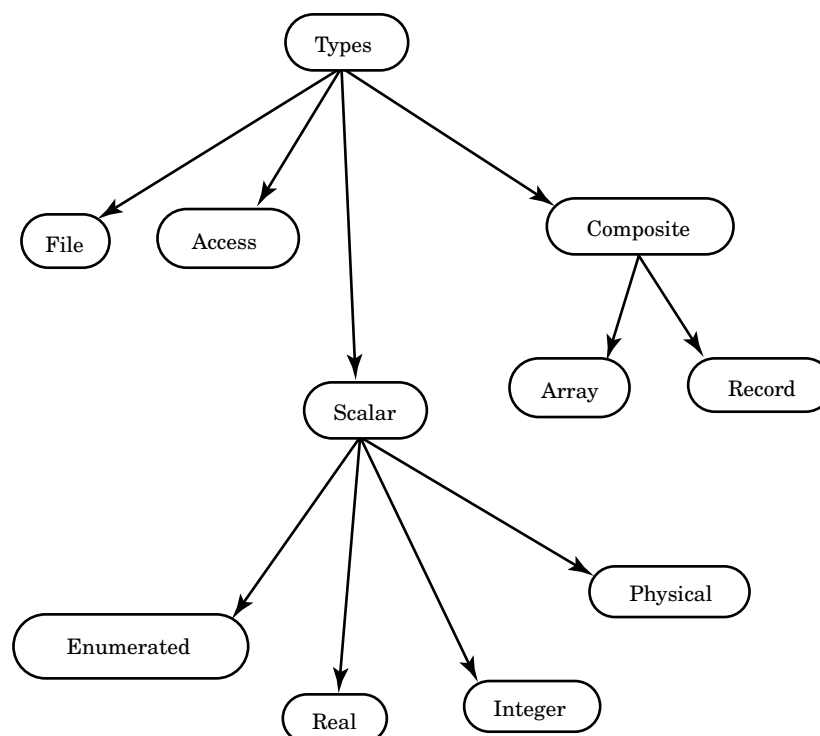 Types
File
Access
Composite
Array
Record
Scalar
Physical
Enumerated
Integer
Real